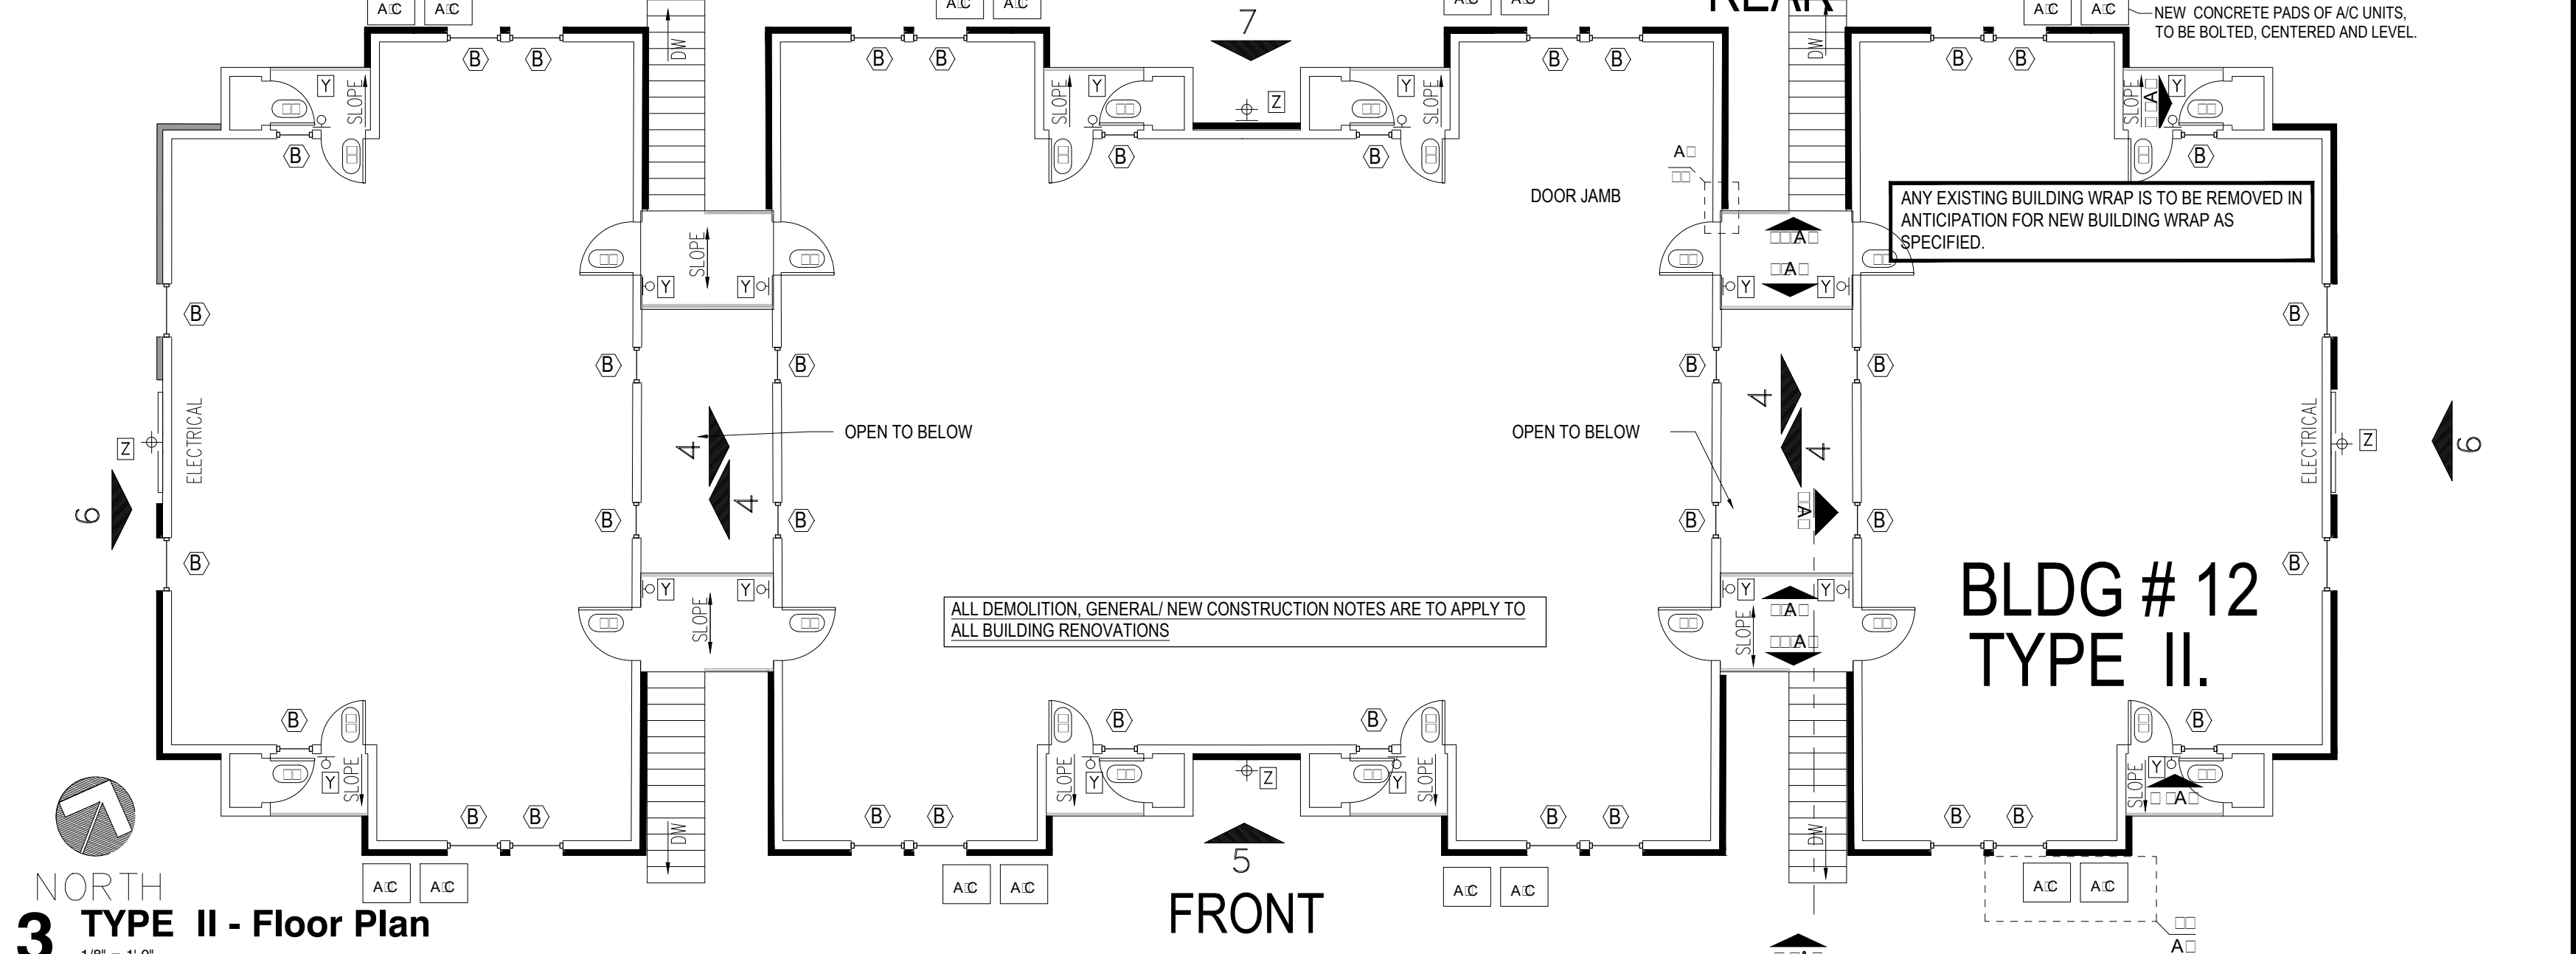 REAR
NEW CONCRETE PADS OF A/C UNITS,
TO BE BOLTED, CENTERED AND LEVEL.
7
DW
DW
B B B B B B B B
Y Z Y Y Y
SLOPE SLOPE SLOPE SLOPE
B B B B
DOOR JAMB
ANY EXISTING BUILDING WRAP IS TO BE REMOVED IN
ANTICIPATION FOR NEW BUILDING WRAP AS
SPECIFIED.
SLOPE
Y Y Y Y
B B
B B B B
ELECTRICAL
ELECTRICAL
4
4
OPEN TO BELOW
OPEN TO BELOW
Z Z
6
6
4
4
B B B B
B B
BLDG # 12
TYPE II.
Y Y Y Y
SLOPE SLOPE
ALL DEMOLITION, GENERAL/ NEW CONSTRUCTION NOTES ARE TO APPLY TO
ALL BUILDING RENOVATIONS
B B B B
SLOPE SLOPE SLOPE SLOPE
Y Y Z Y Y
B B B B B B B B
DW
DW
5
FRONT
NORTH
3 TYPE II - Floor Plan